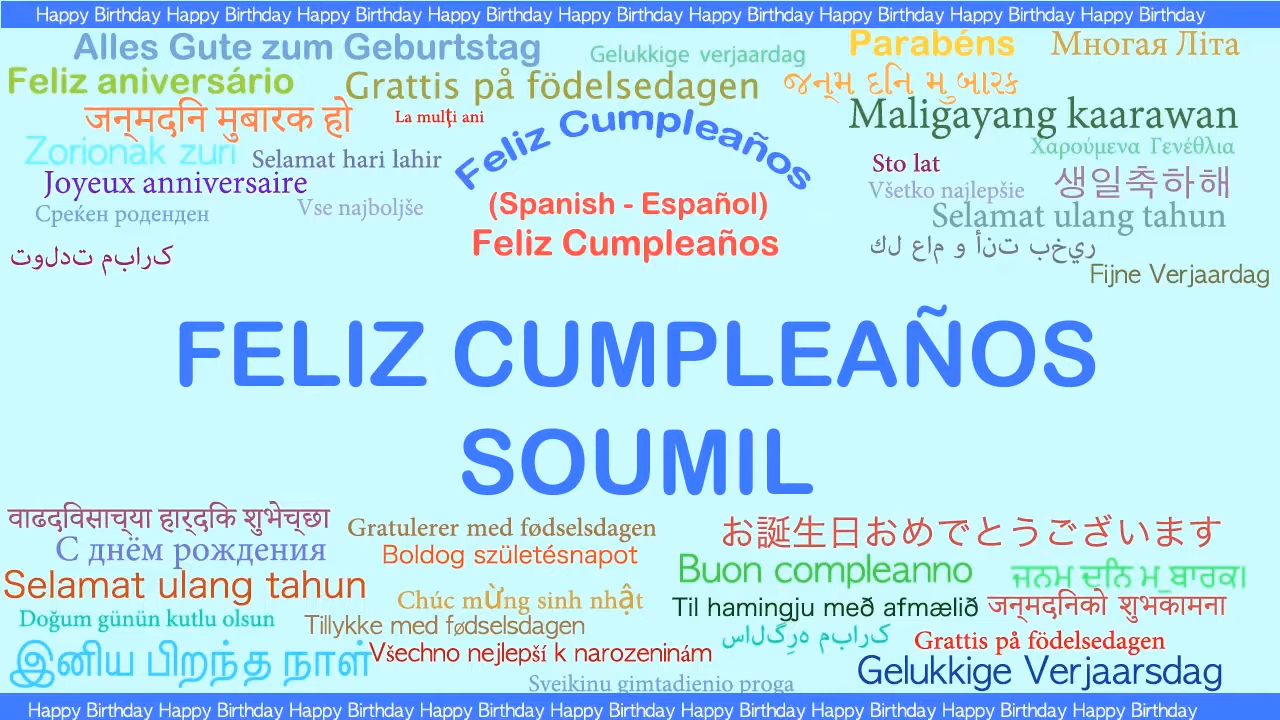 Happy Birthday Happy Birthday Happy Birthday Happy Birthday Happy Birthday Happy Birthday Happy Birthday Happy Birthday Happy Birthday
Alles Gute zum Geburtstag
Gelukkige verjaardag
Parabéns
Многая Літа
Feliz aniversário
Grattis på födelsedagen
જન્મ દિન મુબારક
जन्मदिन मुबारक हो
La mulţi ani
Feliz Cumpleaños
Maligayang kaarawan
Zorionak zuri
Selamat hari lahir
Χαρούμενα Γενέθλια
Sto lat
Joyeux anniversaire
Všetko najlepšie
생일축하해
(Spanish - Español)
Среќен роденден
Vse najboljše
Selamat ulang tahun
Feliz Cumpleaños
تولدت مبارک
كل عام و أنت بخير
Fijne Verjaardag
FELIZ CUMPLEAÑOS
SOUMIL
वाढदिवसाच्या हार्दिक शुभेच्छा
Gratulerer med fødselsdagen
お誕生日おめでとうございます
С днём рождения
Boldog születésnapot
Buon compleanno
ਜਨਮ ਦਿਨ ਮੁਬਾਰਕ।
Selamat ulang tahun
Chúc mừng sinh nhật
Til hamingju með afmælið
जन्मदिनको शुभकामना
Doğum günün kutlu olsun
Tillykke med fødselsdagen
سالگرہ مبارک
Grattis på födelsedagen
இனிய பிறந்த நாள்
Všechno nejlepší k narozeninám
Gelukkige Verjaarsdag
Sveikinu gimtadienio proga
Happy Birthday Happy Birthday Happy Birthday Happy Birthday Happy Birthday Happy Birthday Happy Birthday Happy Birthday Happy Birthday